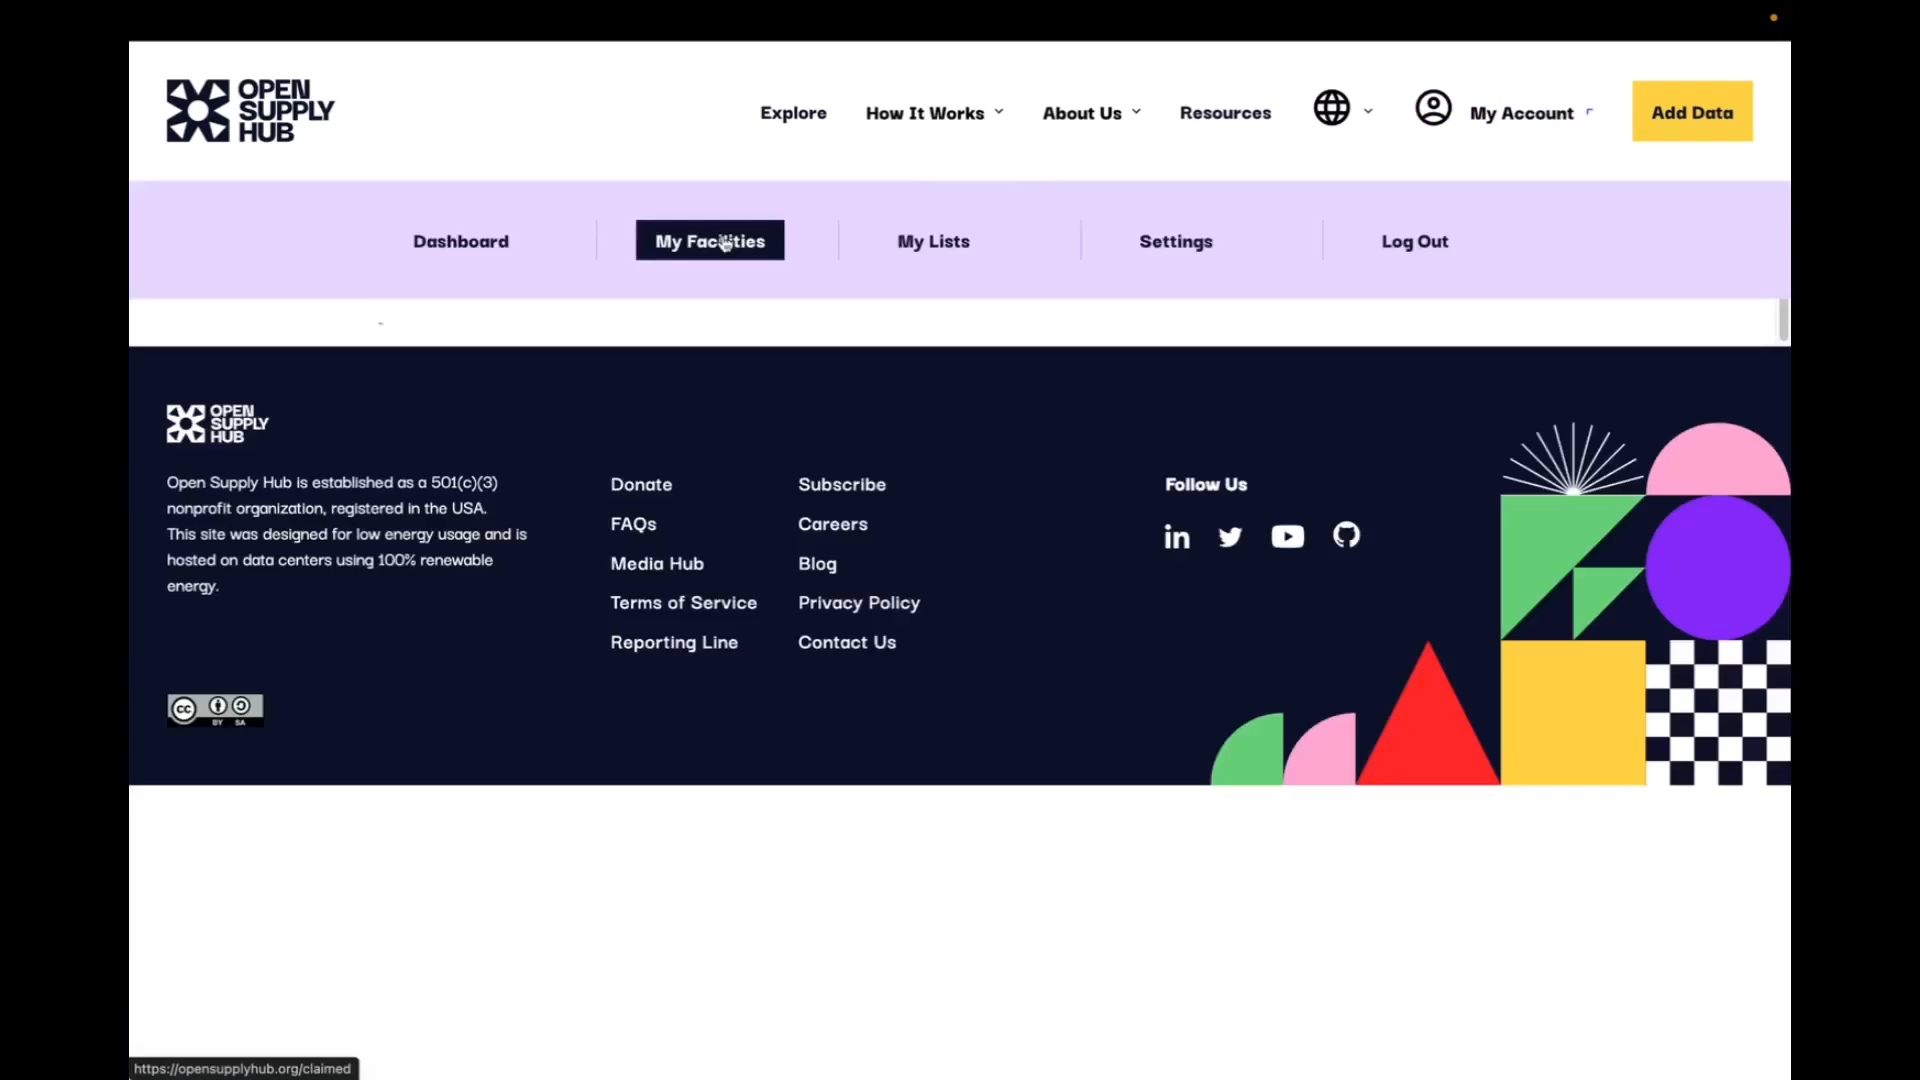 OPEN
SUPPLY
HUB
Explore
How It Works
About Us
Resources
My Account
Add Data
Dashboard
My Facilities
My Lists
Settings
Log Out
OPEN
SUPPLY
HUB
Open Supply Hub is established as a 501(c)(3)
nonprofit organization, registered in the USA.
This site was designed for low energy usage and is
hosted on data centers using 100% renewable
energy.
Donate
FAQs
Media Hub
Terms of Service
Reporting Line
Subscribe
Careers
Blog
Privacy Policy
Contact Us
Follow Us
in
cc
BY SA
https://opensupplyhub.org/claimed